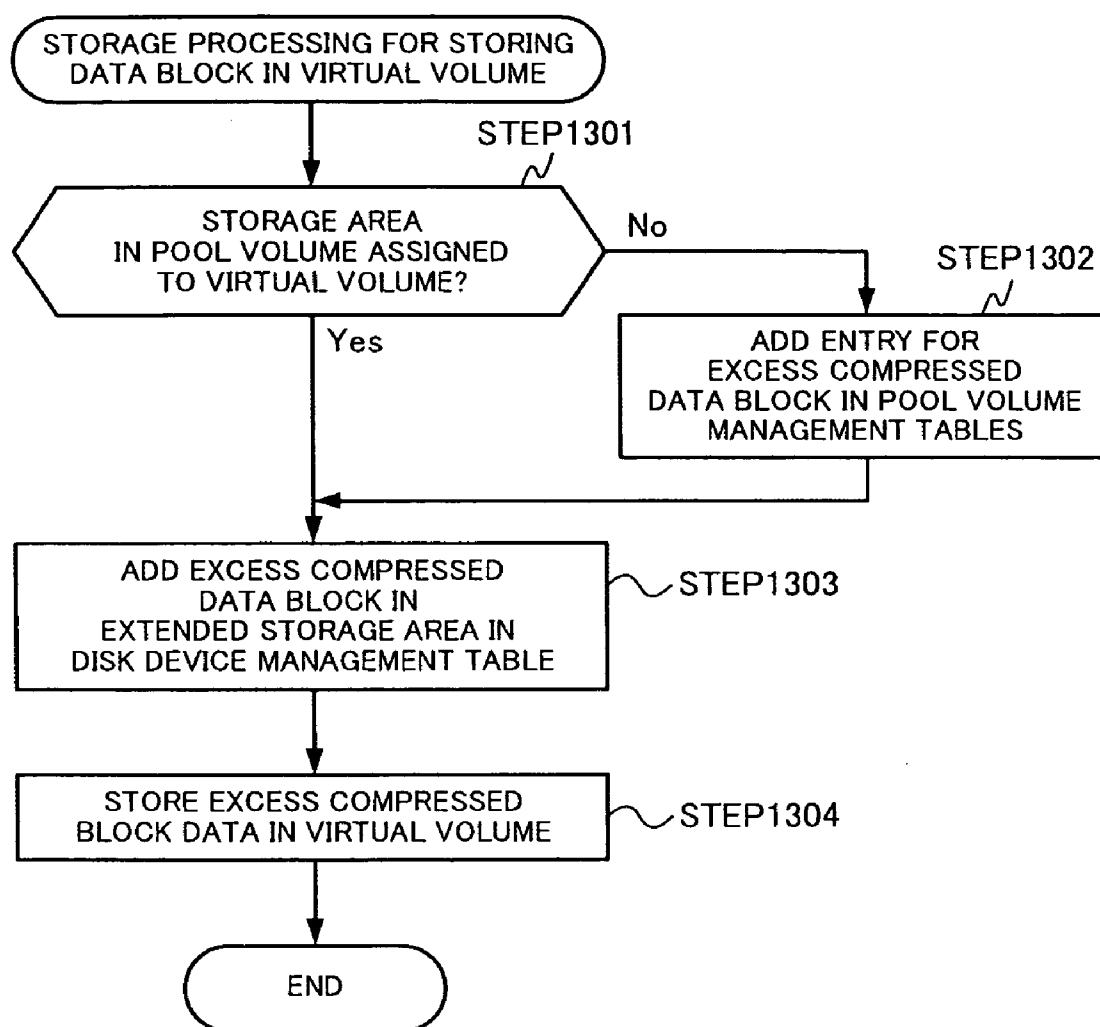 STORAGE PROCESSING FOR STORING
DATA BLOCK IN VIRTUAL VOLUME
STEP1301
STORAGE AREA
IN POOL VOLUME ASSIGNED
TO VIRTUAL VOLUME?
No
STEP1302
Yes
ADD ENTRY FOR
EXCESS COMPRESSED
DATA BLOCK IN POOL VOLUME
MANAGEMENT TABLES
ADD EXCESS COMPRESSED
DATA BLOCK IN
EXTENDED STORAGE AREA IN
DISK DEVICE MANAGEMENT TABLE
STEP1303
STORE EXCESS COMPRESSED
BLOCK DATA IN VIRTUAL VOLUME
STEP1304
END